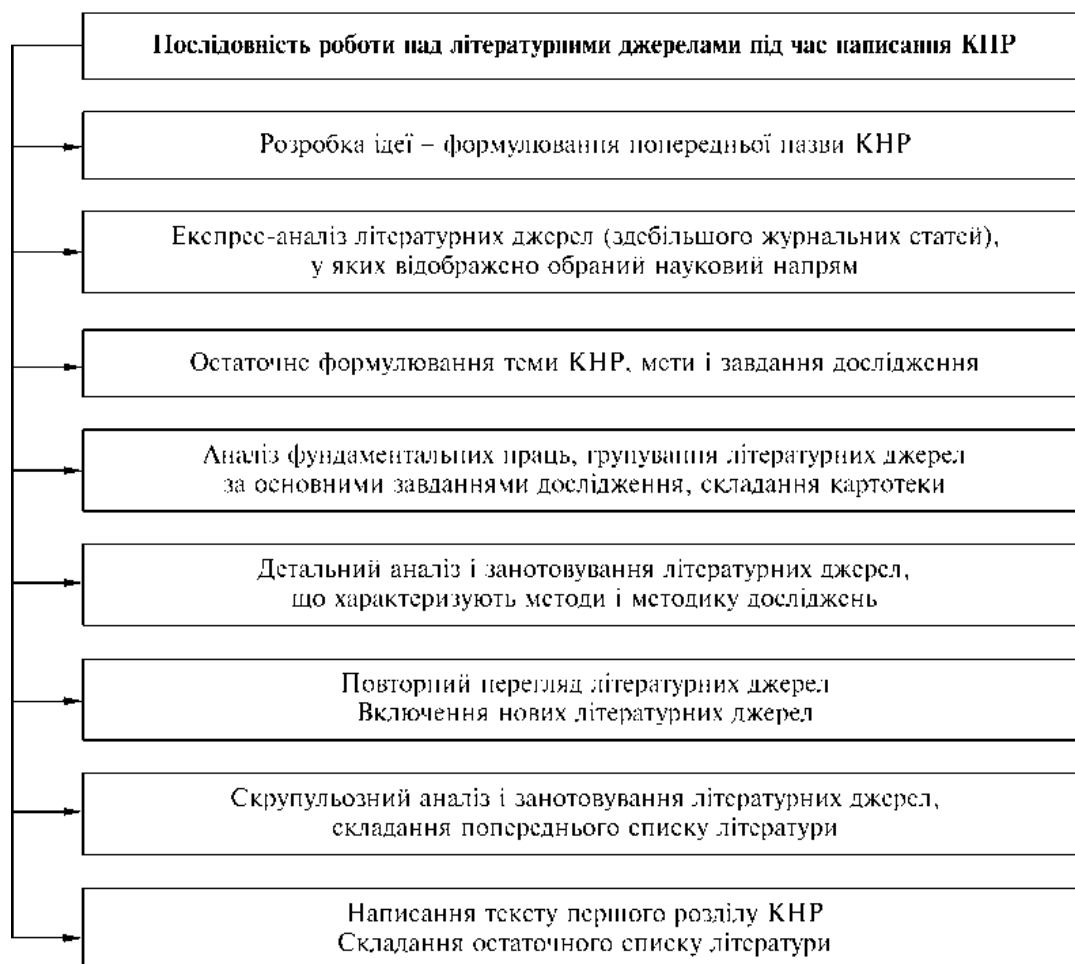 Послідовність роботи над літературними джерелами під час написання КНР
Розробка ідеї – формулювання попередньої назви КНР
Експрес-аналіз літературних джерел (здебільшого журнальних статей),
у яких відображено обраний науковий напрям
Остаточне формулювання теми КНР, мети і завдання дослідження
Аналіз фундаментальних праць, групування літературних джерел
за основними завданнями дослідження, складання картотеки
Детальний аналіз і занотовування літературних джерел,
що характеризують методи і методику досліджень
Повторний перегляд літературних джерел
Включення нових літературних джерел
Скрупульозний аналіз і занотовування літературних джерел,
складання попереднього списку літератури
Написання тексту першого розділу КНР
Складання остаточного списку літератури